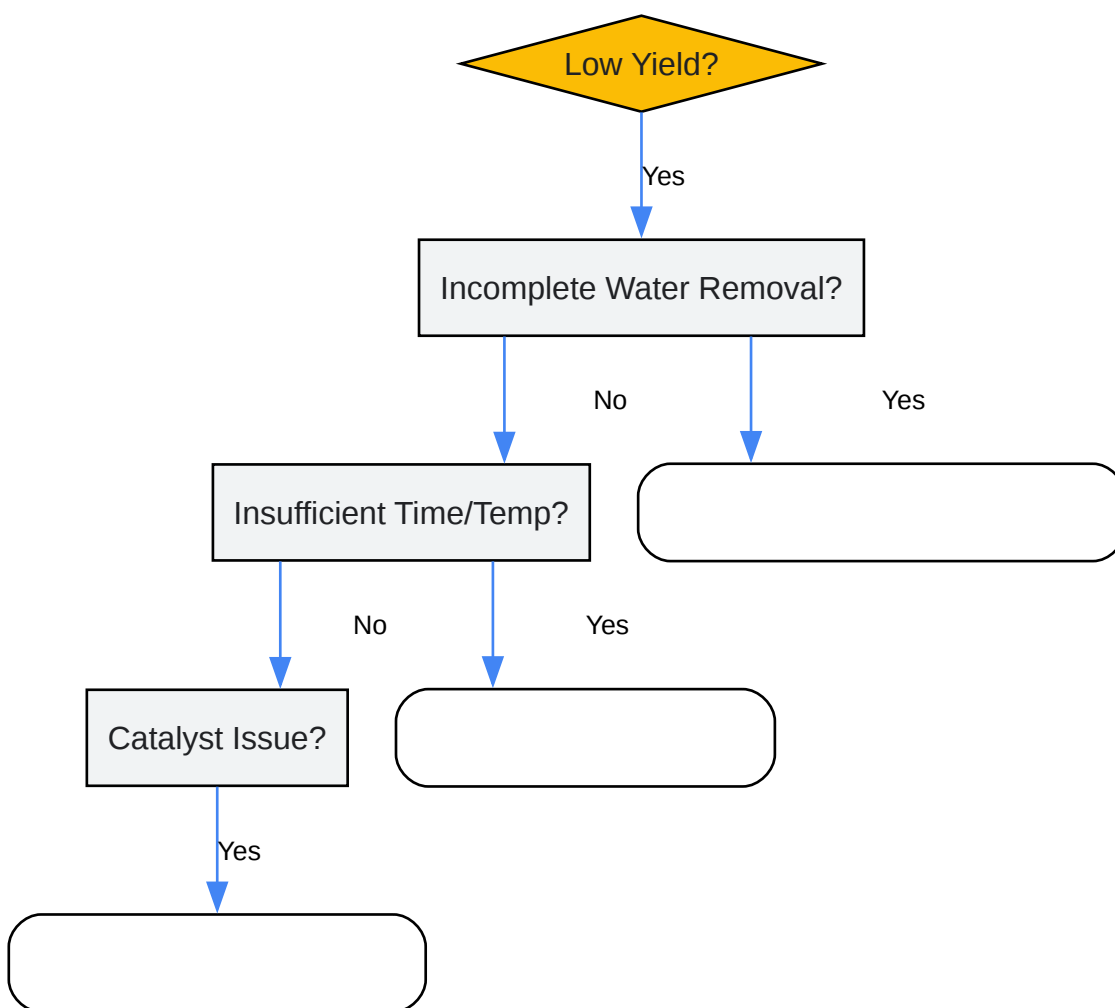 Low Yield?
Yes
Incomplete Water Removal?
No
Yes
Insufficient Time/Temp?
No
Yes
Catalyst Issue?
Yes